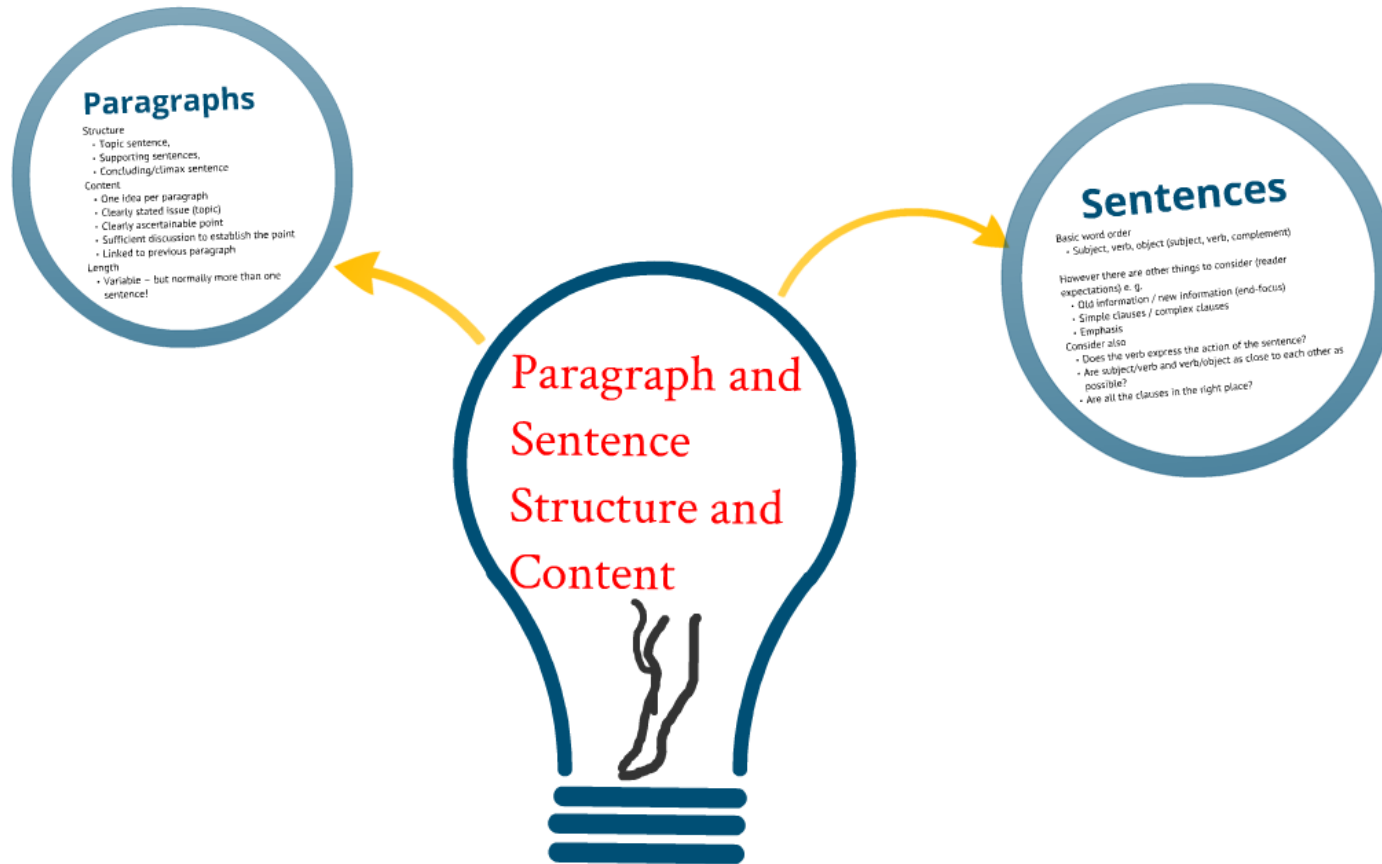 Paragraphs
Structure
• Topic sentence,
• Supporting sentences,
• Concluding/climax sentence
Content
• One idea per paragraph
• Clearly stated issue (topic)
• Clearly ascertainable point
• Sufficient discussion to establish the point
• Linked to previous paragraph
Length
• Variable – but normally more than one
sentence!
Paragraph and
Sentence
Structure and
Content
Sentences
Basic word order
• Subject, verb, object (subject, verb, complement)
However there are other things to consider (reader
expectations) e. g.
• Old information / new information (end-focus)
• Simple clauses / complex clauses
• Emphasis
Consider also
• Does the verb express the action of the sentence?
• Are subject/verb and verb/object as close to each other as
possible?
• Are all the clauses in the right place?